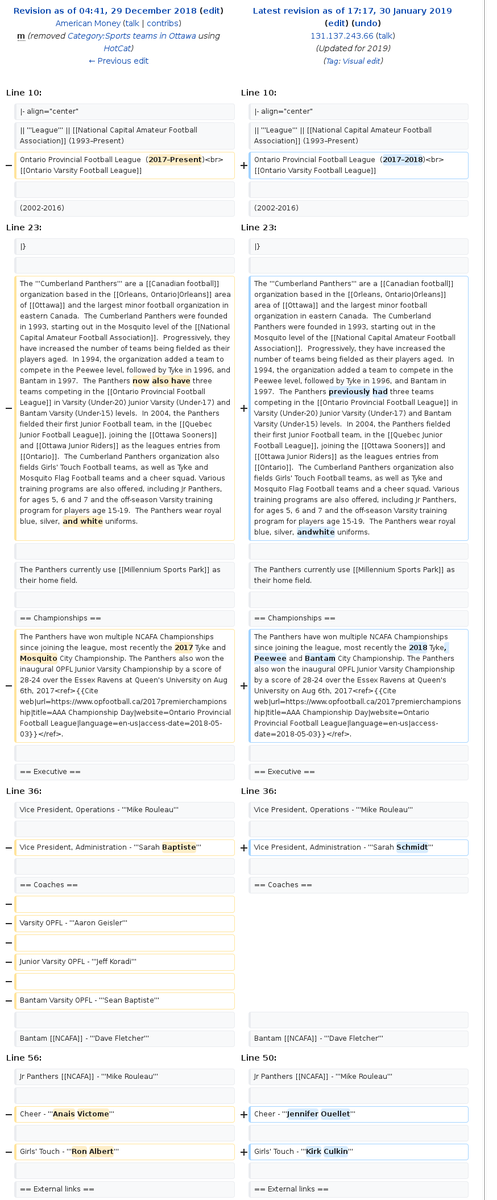 Revision as of 04:41, 29 December 2018 (edit)
American Money (talk | contribs)
m (removed Category:Sports teams in Ottawa using
HotCat)
← Previous edit
Latest revision as of 17:17, 30 January 2019
(edit) (undo)
131.137.243.66 (talk)
(Updated for 2019)
(Tag: Visual edit)
Line 10:
Line 10:
|- align="center"
|- align="center"
|| '''League''' || [[National Capital Amateur Football
Association]] (1993–Present)
|| '''League''' || [[National Capital Amateur Football
Association]] (1993–Present)
− Ontario Provincial Football League (2017-Present)<br>
[[Ontario Varsity Football League]]
+ Ontario Provincial Football League (2017-2018)<br>
[[Ontario Varsity Football League]]
(2002-2016)
(2002-2016)
Line 23:
Line 23:
|}
|}
− The '''Cumberland Panthers''' are a [[Canadian football]]
organization based in the [[Orleans, Ontario|Orleans]] area
of [[Ottawa]] and the largest minor football organization in
eastern Canada. The Cumberland Panthers were founded
in 1993, starting out in the Mosquito level of the [[National
Capital Amateur Football Association]]. Progressively, they
have increased the number of teams being fielded as their
players aged. In 1994, the organization added a team to
compete in the Peewee level, followed by Tyke in 1996, and
Bantam in 1997. The Panthers now also have three
teams competing in the [[Ontario Provincial Football
League]] in Varsity (Under-20) Junior Varsity (Under-17) and
Bantam Varsity (Under-15) levels. In 2004, the Panthers
fielded their first Junior Football team, in the [[Quebec
Junior Football League]], joining the [[Ottawa Sooners]]
and [[Ottawa Junior Riders]] as the leagues entries from
[[Ontario]]. The Cumberland Panthers organization also
fields Girls' Touch Football teams, as well as Tyke and
Mosquito Flag Football teams and a cheer squad. Various
training programs are also offered, including Jr Panthers,
for ages 5, 6 and 7 and the off-season Varsity training
program for players age 15-19. The Panthers wear royal
blue, silver, and white uniforms.
+ The '''Cumberland Panthers''' are a [[Canadian football]]
organization based in the [[Orleans, Ontario|Orleans]]
area of [[Ottawa]] and the largest minor football
organization in eastern Canada. The Cumberland
Panthers were founded in 1993, starting out in the
Mosquito level of the [[National Capital Amateur Football
Association]]. Progressively, they have increased the
number of teams being fielded as their players aged. In
1994, the organization added a team to compete in the
Peewee level, followed by Tyke in 1996, and Bantam in
1997. The Panthers previously had three teams
competing in the [[Ontario Provincial Football League]] in
Varsity (Under-20) Junior Varsity (Under-17) and Bantam
Varsity (Under-15) levels. In 2004, the Panthers fielded
their first Junior Football team, in the [[Quebec Junior
Football League]], joining the [[Ottawa Sooners]] and
[[Ottawa Junior Riders]] as the leagues entries from
[[Ontario]]. The Cumberland Panthers organization also
fields Girls' Touch Football teams, as well as Tyke and
Mosquito Flag Football teams and a cheer squad. Various
training programs are also offered, including Jr Panthers,
for ages 5, 6 and 7 and the off-season Varsity training
program for players age 15-19. The Panthers wear royal
blue, silver, andwhite uniforms.
The Panthers currently use [[Millennium Sports Park]] as
their home field.
The Panthers currently use [[Millennium Sports Park]] as
their home field.
== Championships ==
== Championships ==
− The Panthers have won multiple NCAFA Championships
since joining the league, most recently the 2017 Tyke and
Mosquito City Championship. The Panthers also won the
inaugural OPFL Junior Varsity Championship by a score of
28-24 over the Essex Ravens at Queen's University on Aug
6th, 2017<ref>{{Cite
web|url=https://www.opfootball.ca/2017premierchampions
hip|title=AAA Championship Day|website=Ontario Provincial
Football League|language=en-us|access-date=2018-05-
03}}</ref>.
+ The Panthers have won multiple NCAFA Championships
since joining the league, most recently the 2018 Tyke,
Peewee and Bantam City Championship. The Panthers
also won the inaugural OPFL Junior Varsity Championship
by a score of 28-24 over the Essex Ravens at Queen's
University on Aug 6th, 2017<ref>{{Cite
web|url=https://www.opfootball.ca/2017premierchampio
nship|title=AAA Championship Day|website=Ontario
Provincial Football League|language=en-us|access-
date=2018-05-03}}</ref>.
== Executive ==
== Executive ==
Line 36:
Line 36:
Vice President, Operations - '''Mike Rouleau'''
Vice President, Operations - '''Mike Rouleau'''
− Vice President, Administration - '''Sarah Baptiste'''
+ Vice President, Administration - '''Sarah Schmidt'''
== Coaches ==
== Coaches ==
−
− Varsity OPFL - '''Aaron Geisler'''
−
− Junior Varsity OPFL - '''Jeff Koradi'''
−
− Bantam Varsity OPFL - '''Sean Baptiste'''
Bantam [[NCAFA]] - '''Dave Fletcher'''
Bantam [[NCAFA]] - '''Dave Fletcher'''
Line 56:
Line 50:
Jr Panthers [[NCAFA]] - '''Mike Rouleau'''
Jr Panthers [[NCAFA]] - '''Mike Rouleau'''
− Cheer - '''Anais Victome'''
+ Cheer - '''Jennifer Ouellet'''
− Girls' Touch - '''Ron Albert'''
+ Girls' Touch - '''Kirk Culkin'''
== External links ==
== External links ==